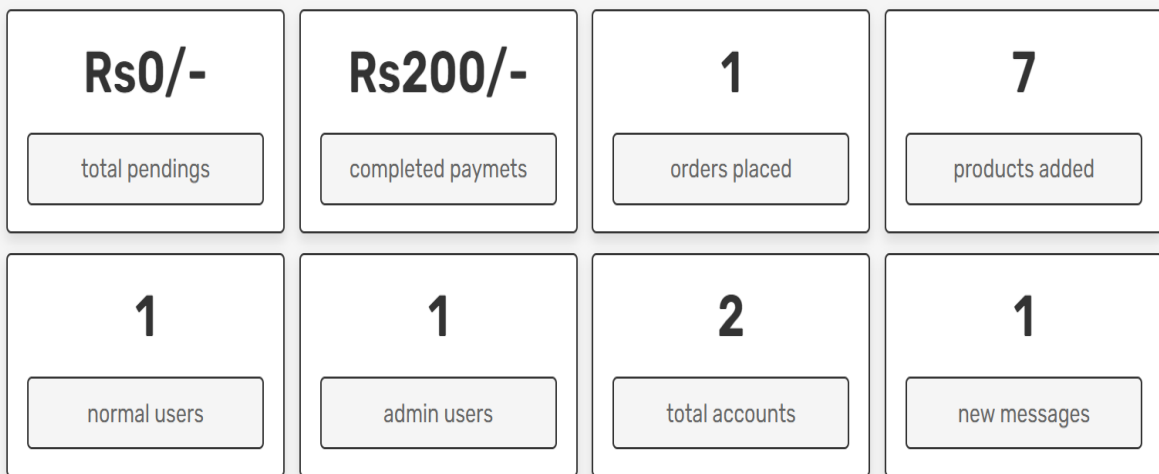 Rs0/-
total pendings
Rs200/-
completed paymets
1
orders placed
7
products added
1
normal users
1
admin users
2
total accounts
1
new messages